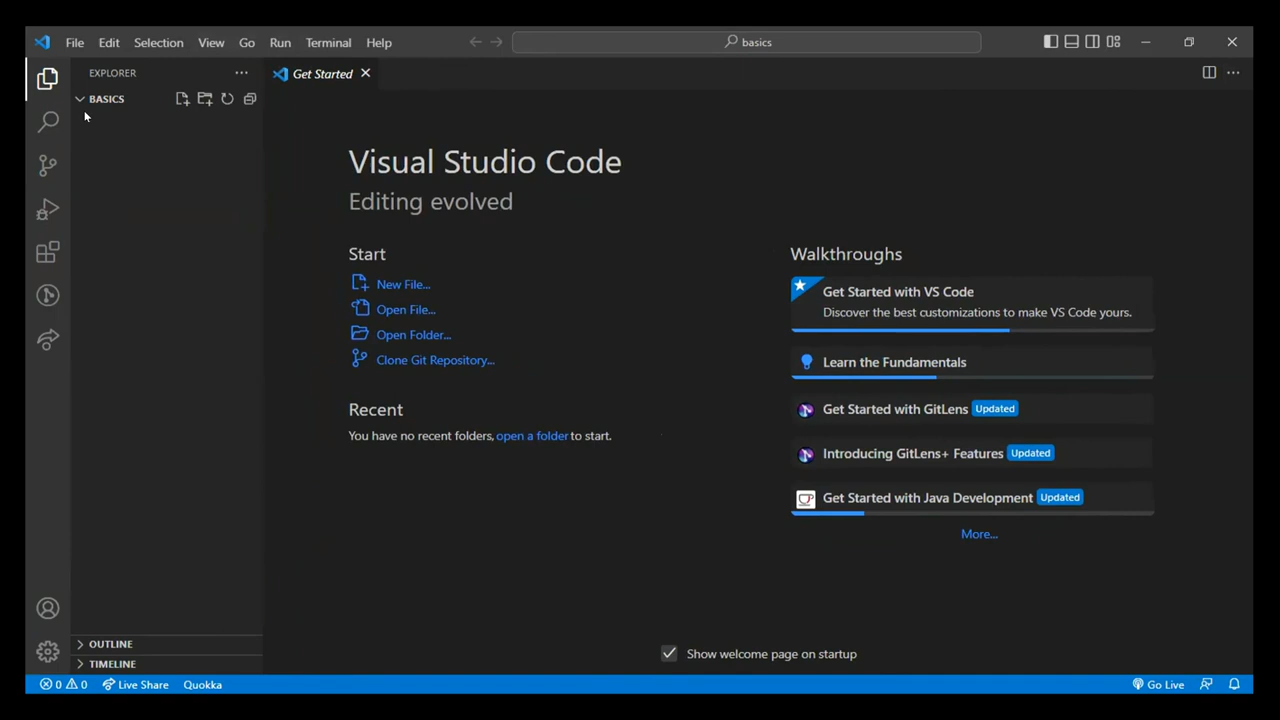 File Edit Selection View Go Run Terminal Help
basics
EXPLORER
Get Started
BASICS
Visual Studio Code
Editing evolved
Start
New File...
Open File...
Open Folder...
Clone Git Repository...
Recent
You have no recent folders, open a folder to start.
Walkthroughs
Get Started with VS Code
Discover the best customizations to make VS Code yours.
Learn the Fundamentals
Get Started with GitLens Updated
Introducing GitLens+ Features Updated
Get Started with Java Development Updated
More...
Show welcome page on startup
OUTLINE
TIMELINE
0 0 Live Share Quokka Go Live